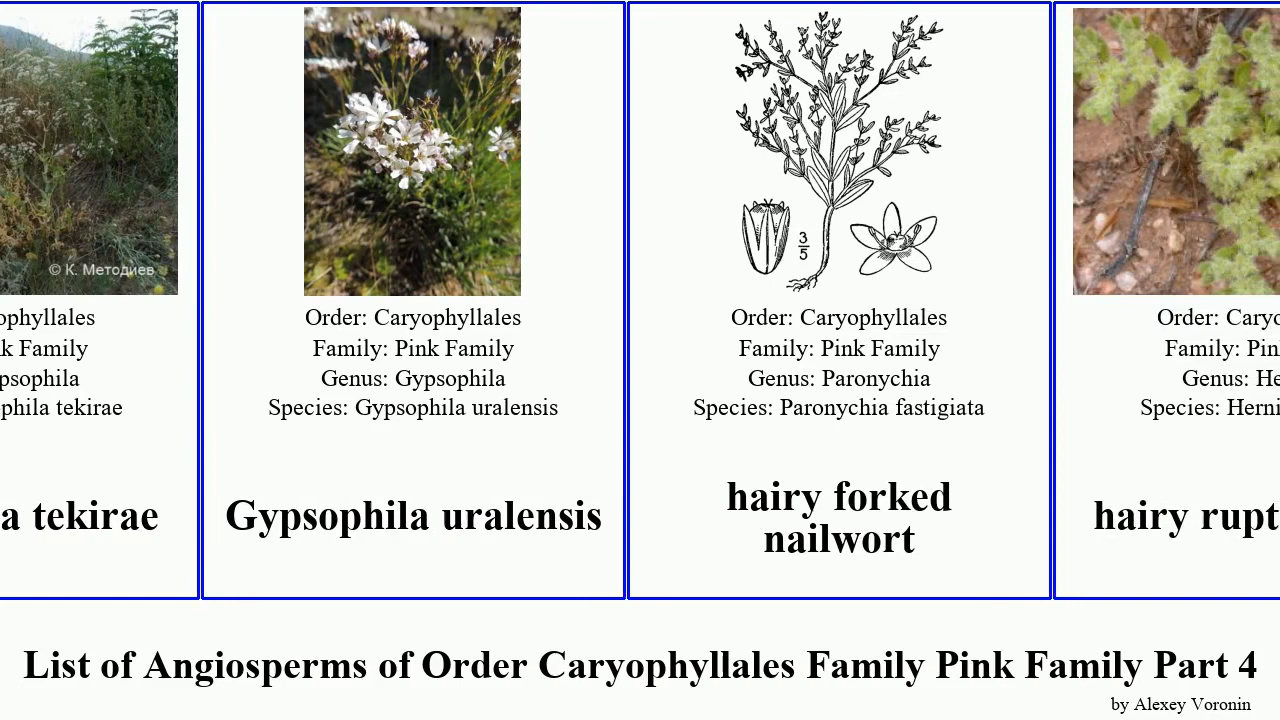 © К. Методиев
ophyllales
k Family
psophila
phila tekirae
a tekirae
Order: Caryophyllales
Family: Pink Family
Genus: Gypsophila
Species: Gypsophila uralensis
Gypsophila uralensis
3
5
Order: Caryophyllales
Family: Pink Family
Genus: Paronychia
Species: Paronychia fastigiata
hairy forked
nailwort
Order: Caryo
Family: Pin
Genus: He
Species: Herni
hairy rupt
List of Angiosperms of Order Caryophyllales Family Pink Family Part 4
by Alexey Voronin